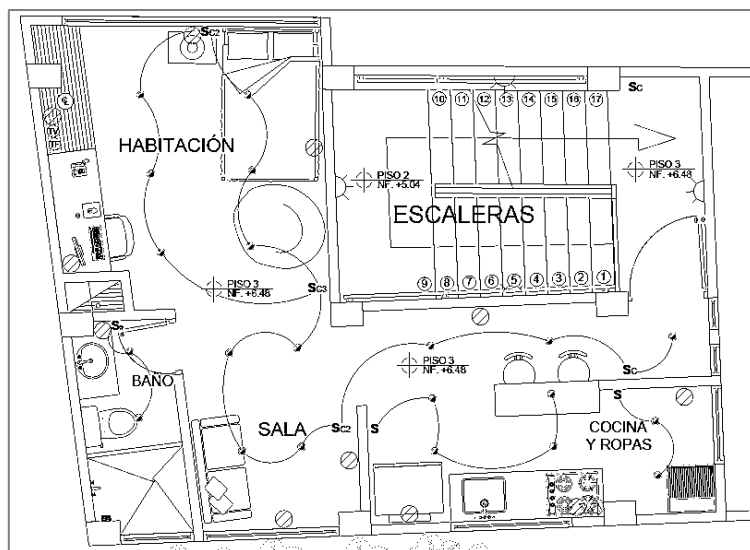 Sc2
HABITACIÓN
TV
10 11 12 13 14 15 16 17
Sc
PISO 2
NF. +5.04
PISO 3
NF. +6.48
ESCALERAS
9 8 7 6 5 4 3 2 1
PISO 3
NF. +6.48
Sc3
S2
PISO 3
NF. +6.48
BAÑO
Sc
SALA
Sc2
S
S
COCINA
Y ROPAS